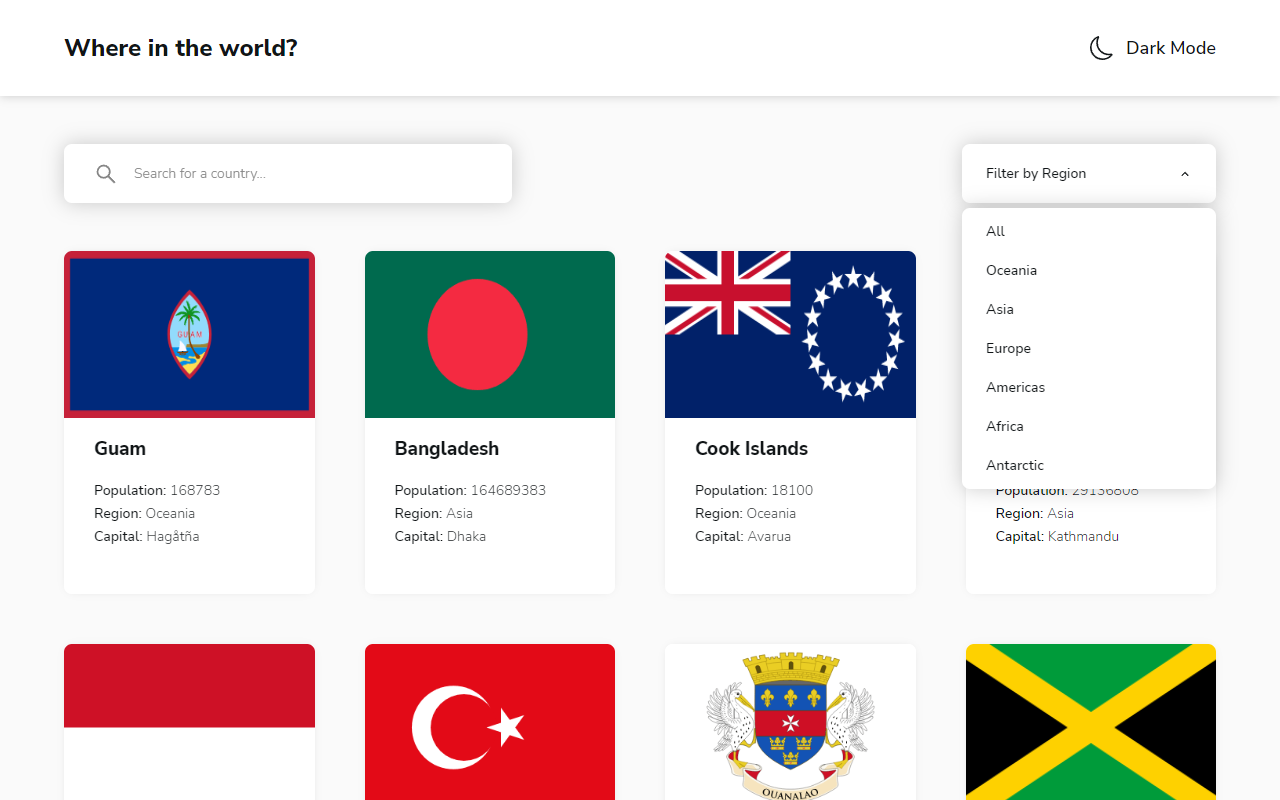 Where in the world?
Dark Mode
Search for a country...
Filter by Region
All
Oceania
Asia
Europe
Americas
Africa
Antarctic
GUAM
Guam
Population: 168783
Region: Oceania
Capital: Hagåtña
Bangladesh
Population: 164689383
Region: Asia
Capital: Dhaka
Cook Islands
Population: 18100
Region: Oceania
Capital: Avarua
Population: 29136808
Region: Asia
Capital: Kathmandu
OUANALAO